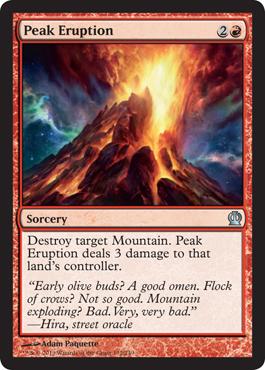 Peak Eruption 2
Sorcery
Destroy target Mountain. Peak
Eruption deals 3 damage to that
land's controller.
"Early olive buds? A good omen. Flock
of crows? Not so good. Mountain
exploding? Bad. Very, very bad."
—Hira, street oracle
Adam Paquette